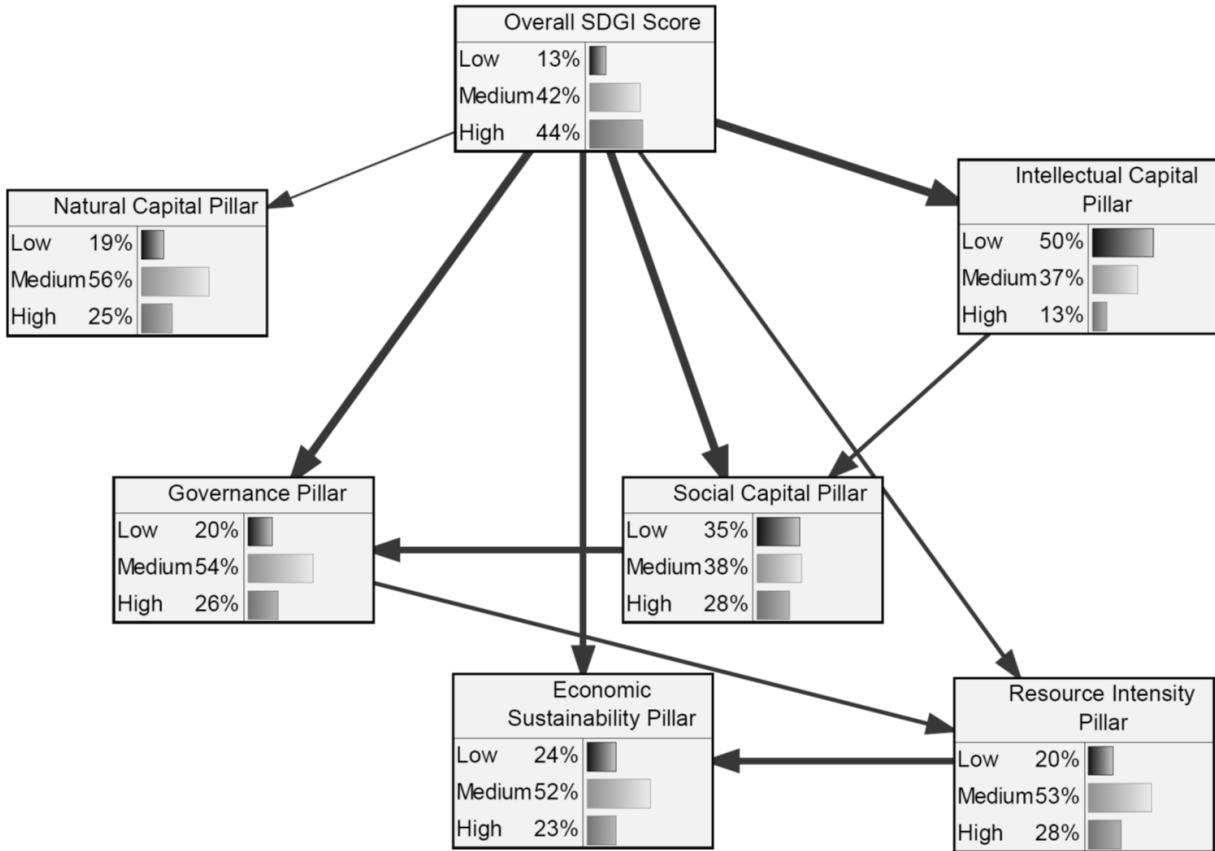 Overall SDGI Score
Low 13%
Medium 42%
High 44%
Natural Capital Pillar
Low 19%
Medium 56%
High 25%
Intellectual Capital
Pillar
Low 50%
Medium 37%
High 13%
Governance Pillar
Low 20%
Medium 54%
High 26%
Social Capital Pillar
Low 35%
Medium 38%
High 28%
Economic
Sustainability Pillar
Low 24%
Medium 52%
High 23%
Resource Intensity
Pillar
Low 20%
Medium 53%
High 28%